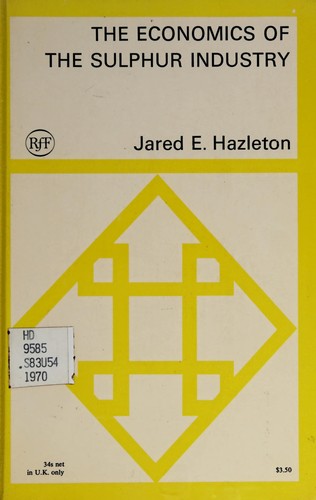 THE ECONOMICS OF
THE SULPHUR INDUSTRY
RfF
Jared E. Hazleton
HD
9585
.S83U54
1970
34s net
in U.K. only
$3.50